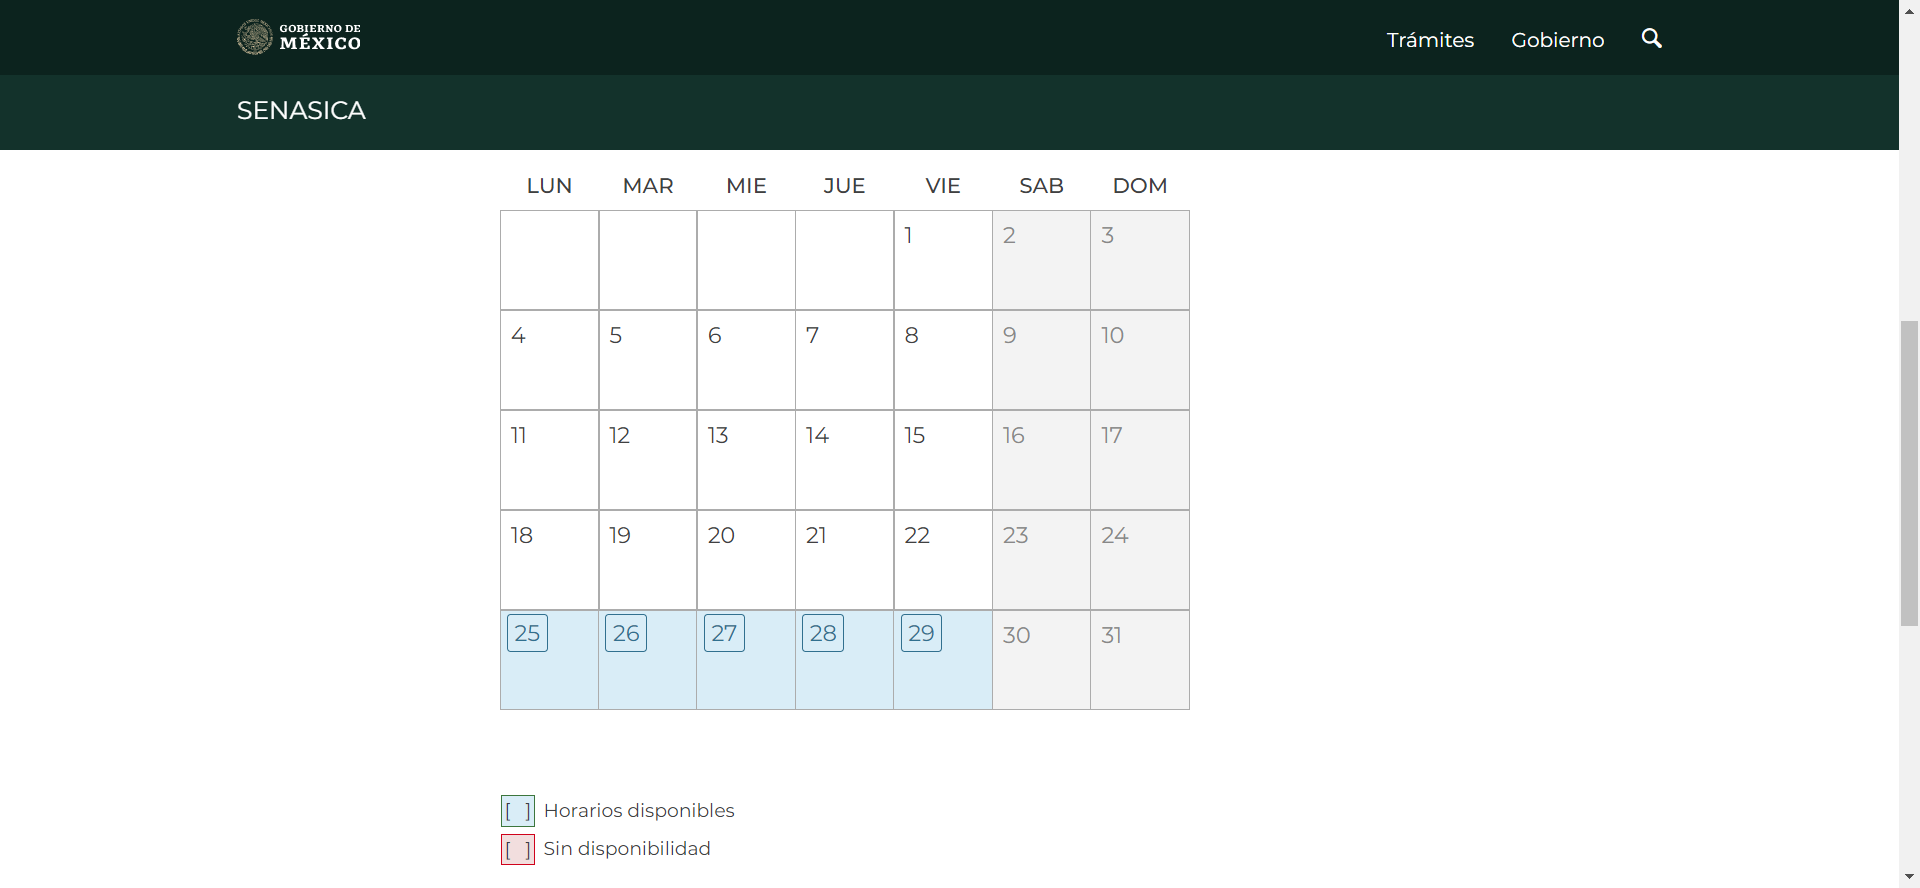 GOBIERNO DE
MÉXICO
Trámites Gobierno
SENASICA
LUN MAR MIE JUE VIE SAB DOM
1 2 3
4 5 6 7 8 9 10
11 12 13 14 15 16 17
18 19 20 21 22 23 24
25 26 27 28 29 30 31
[ ] Horarios disponibles
[ ] Sin disponibilidad